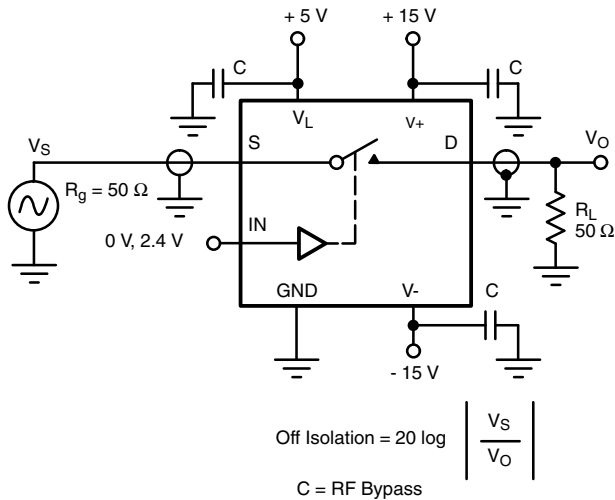 + 5 V
+ 15 V
C
C
V_L
V+
V_S
S
D
V_O
R_g = 50 Ω
R_L
50 Ω
0 V, 2.4 V
IN
GND
V-
C
- 15 V
Off Isolation = 20 log | V_S / V_O |
C = RF Bypass